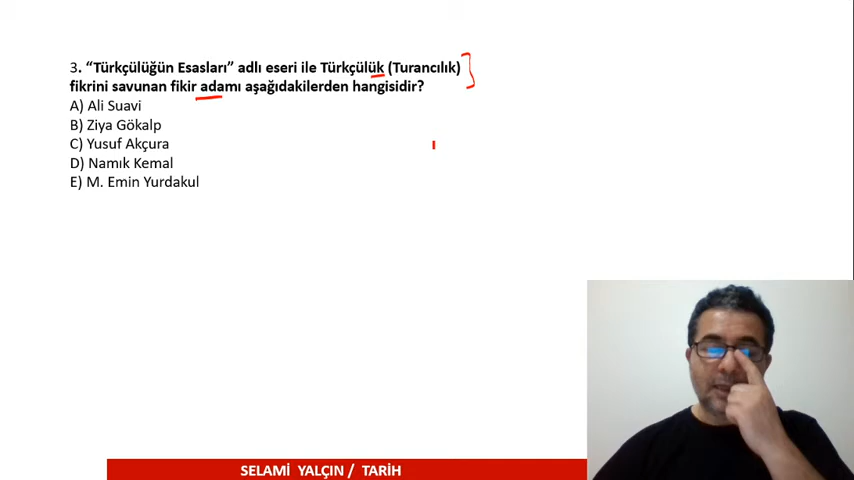 3. “Türkçülüğün Esasları” adlı eseri ile Türkçülük (Turancılık)
fikrini savunan fikir adamı aşağıdakilerden hangisidir?
A) Ali Suavi
B) Ziya Gökalp
C) Yusuf Akçura
D) Namık Kemal
E) M. Emin Yurdakul
SELAMİ YALÇIN / TARİH